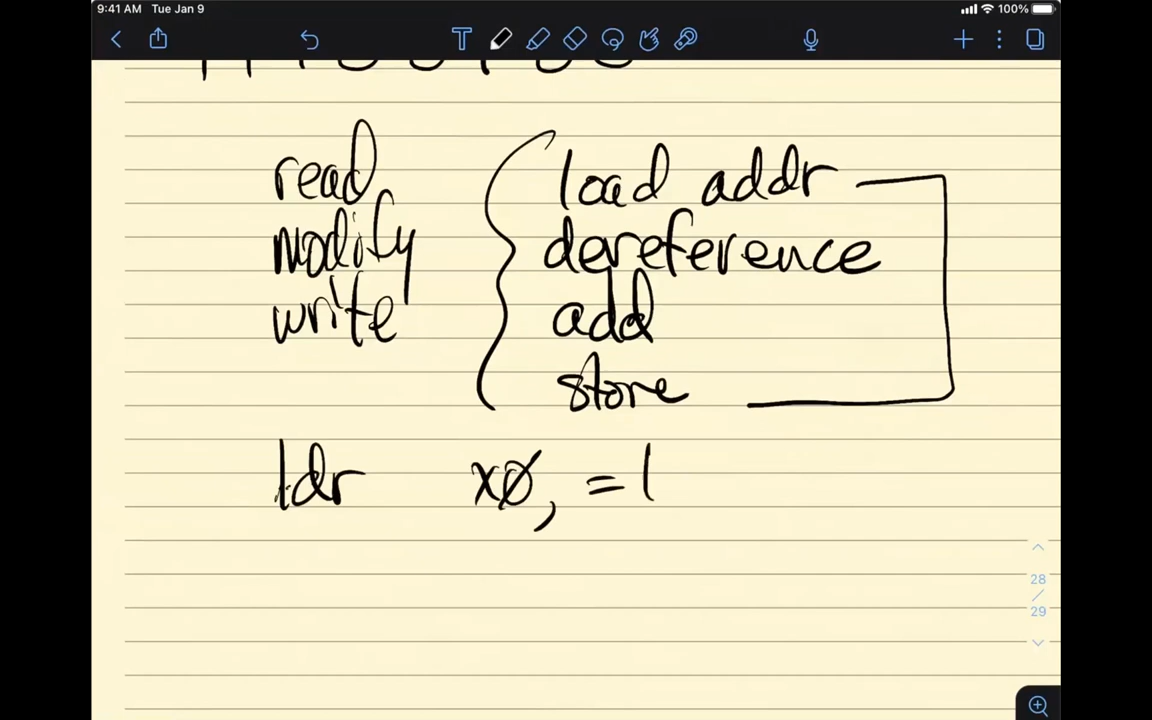 9:41 AM Tue Jan 9 100%
T
read load addr
modify dereference
write add
store
ldr x0, =1
28
/
29